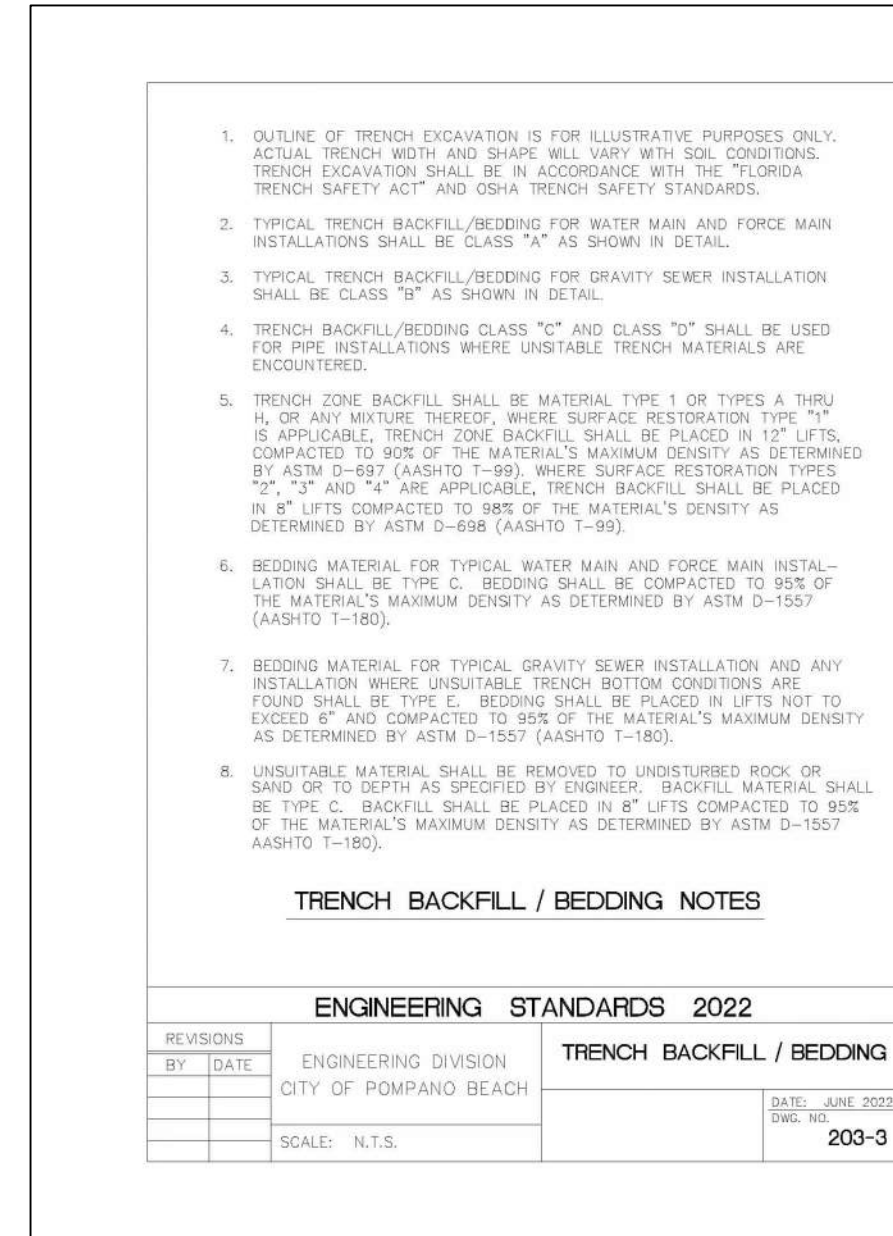 1. OUTLINE OF TRENCH EXCAVATION IS FOR ILLUSTRATIVE PURPOSES ONLY.
ACTUAL TRENCH WIDTH AND SHAPE WILL VARY WITH SOIL CONDITIONS.
TRENCH EXCAVATION SHALL BE IN ACCORDANCE WITH THE "FLORIDA
TRENCH SAFETY ACT" AND OSHA TRENCH SAFETY STANDARDS.
2. TYPICAL TRENCH BACKFILL/BEDDING FOR WATER MAIN AND FORCE MAIN
INSTALLATIONS SHALL BE CLASS "A" AS SHOWN IN DETAIL.
3. TYPICAL TRENCH BACKFILL/BEDDING FOR GRAVITY SEWER INSTALLATION
SHALL BE CLASS "B" AS SHOWN IN DETAIL.
4. TRENCH BACKFILL/BEDDING CLASS "C" AND CLASS "D" SHALL BE USED
FOR PIPE INSTALLATIONS WHERE UNSITABLE TRENCH MATERIALS ARE
ENCOUNTERED.
5. TRENCH ZONE BACKFILL SHALL BE MATERIAL TYPE 1 OR TYPES A THRU
H, OR ANY MIXTURE THEREOF, WHERE SURFACE RESTORATION TYPE "1"
IS APPLICABLE, TRENCH ZONE BACKFILL SHALL BE PLACED IN 12" LIFTS,
COMPACTED TO 90% OF THE MATERIAL'S MAXIMUM DENSITY AS DETERMINED
BY ASTM D-697 (AASHTO T-99). WHERE SURFACE RESTORATION TYPES
"2", "3" AND "4" ARE APPLICABLE, TRENCH BACKFILL SHALL BE PLACED
IN 8" LIFTS COMPACTED TO 98% OF THE MATERIAL'S DENSITY AS
DETERMINED BY ASTM D-698 (AASHTO T-99).
6. BEDDING MATERIAL FOR TYPICAL WATER MAIN AND FORCE MAIN INSTAL-
LATION SHALL BE TYPE C. BEDDING SHALL BE COMPACTED TO 95% OF
THE MATERIAL'S MAXIMUM DENSITY AS DETERMINED BY ASTM D-1557
(AASHTO T-180).
7. BEDDING MATERIAL FOR TYPICAL GRAVITY SEWER INSTALLATION AND ANY
INSTALLATION WHERE UNSUITABLE TRENCH BOTTOM CONDITIONS ARE
FOUND SHALL BE TYPE E. BEDDING SHALL BE PLACED IN LIFTS NOT TO
EXCEED 6" AND COMPACTED TO 95% OF THE MATERIAL'S MAXIMUM DENSITY
AS DETERMINED BY ASTM D-1557 (AASHTO T-180).
8. UNSUITABLE MATERIAL SHALL BE REMOVED TO UNDISTURBED ROCK OR
SAND OR TO DEPTH AS SPECIFIED BY ENGINEER. BACKFILL MATERIAL SHALL
BE TYPE C. BACKFILL SHALL BE PLACED IN 8" LIFTS COMPACTED TO 95%
OF THE MATERIAL'S MAXIMUM DENSITY AS DETERMINED BY ASTM D-1557
AASHTO T-180).
TRENCH BACKFILL / BEDDING NOTES
ENGINEERING STANDARDS 2022
REVISIONS
BY DATE
ENGINEERING DIVISION
CITY OF POMPANO BEACH
SCALE: N.T.S.
TRENCH BACKFILL / BEDDING
DATE: JUNE 2022
DWG. NO.
203-3